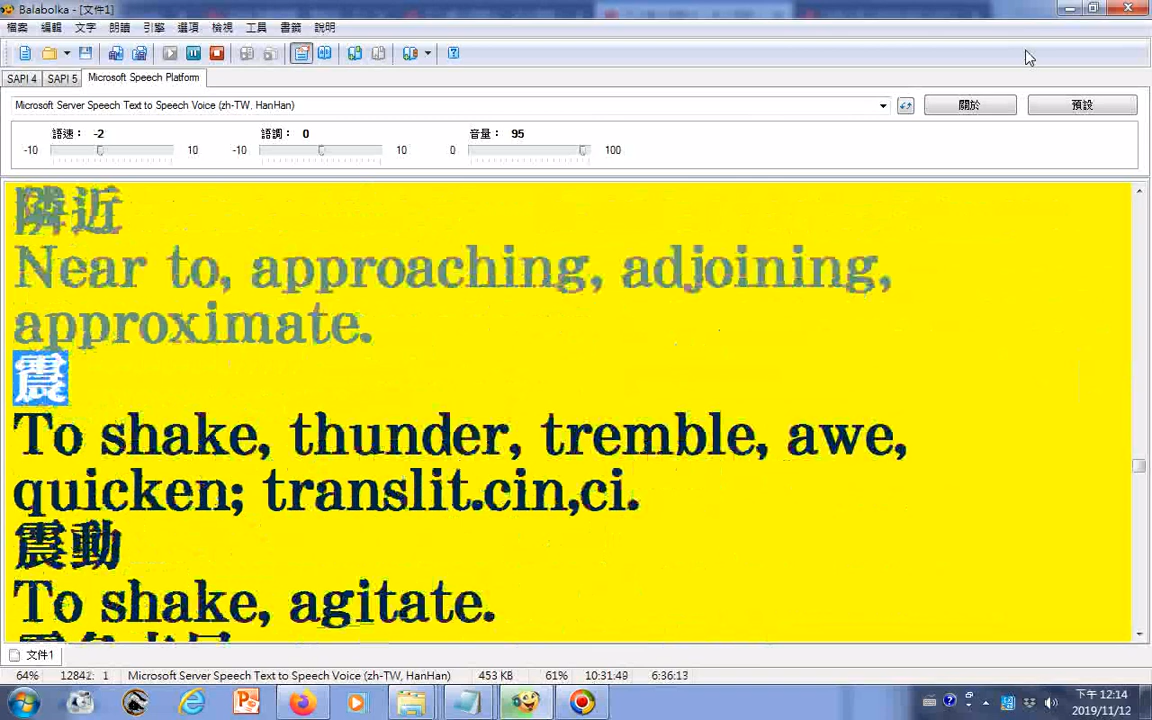 Balabolka - [文件1]
檔案 編輯 文字 朗讀 引擎 選項 檢視 工具 書籤 說明
SAPI 4 SAPI 5 Microsoft Speech Platform
Microsoft Server Speech Text to Speech Voice (zh-TW, HanHan) 關於 預設
語速： -2 語調： 0 音量： 95
-10 10 -10 10 0 100
隣近
Near to, approaching, adjoining,
approximate.
震
To shake, thunder, tremble, awe,
quicken; translit.cin,ci.
震動
To shake, agitate.
文件1
64% 12842: 1 Microsoft Server Speech Text to Speech Voice (zh-TW, HanHan) 453 KB 61% 10:31:49 6:36:13
下午 12:14
2019/11/12